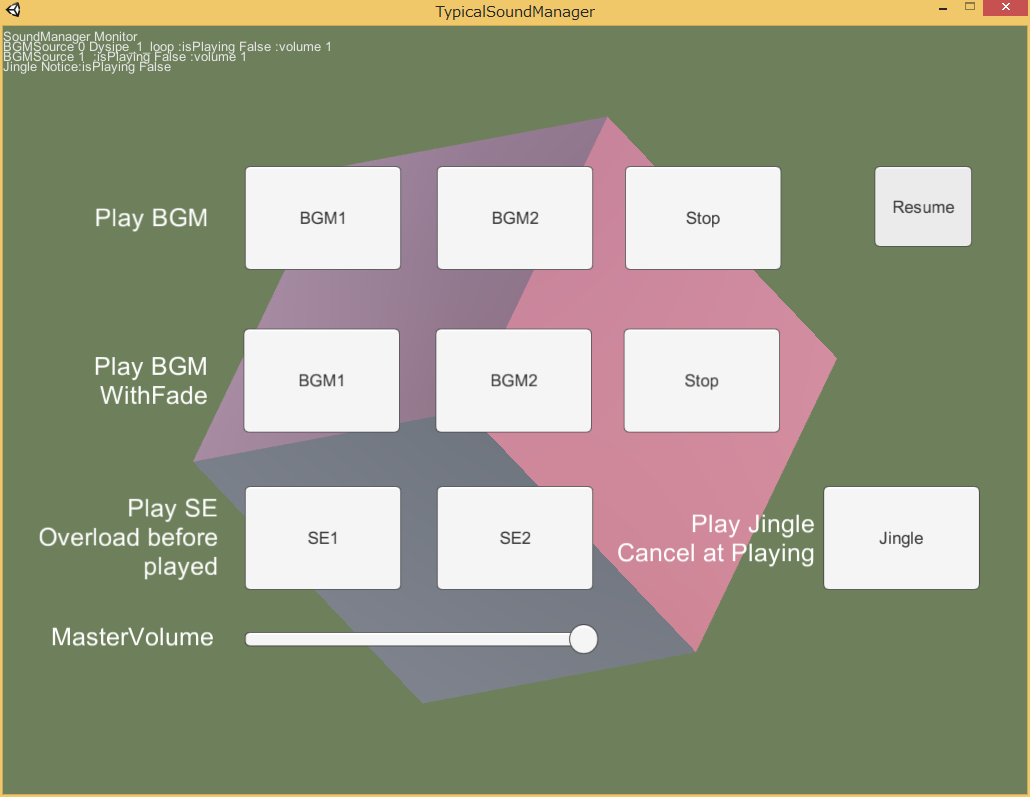 TypicalSoundManager
SoundManager Monitor
BGMSource 0 Dysipe_1_loop :isPlaying False :volume 1
BGMSource 1 :isPlaying False :volume 1
Jingle Notice:isPlaying False
Play BGM
BGM1
BGM2
Stop
Resume
Play BGM
WithFade
BGM1
BGM2
Stop
Play SE
Overload before
played
SE1
SE2
Play Jingle
Cancel at Playing
Jingle
MasterVolume